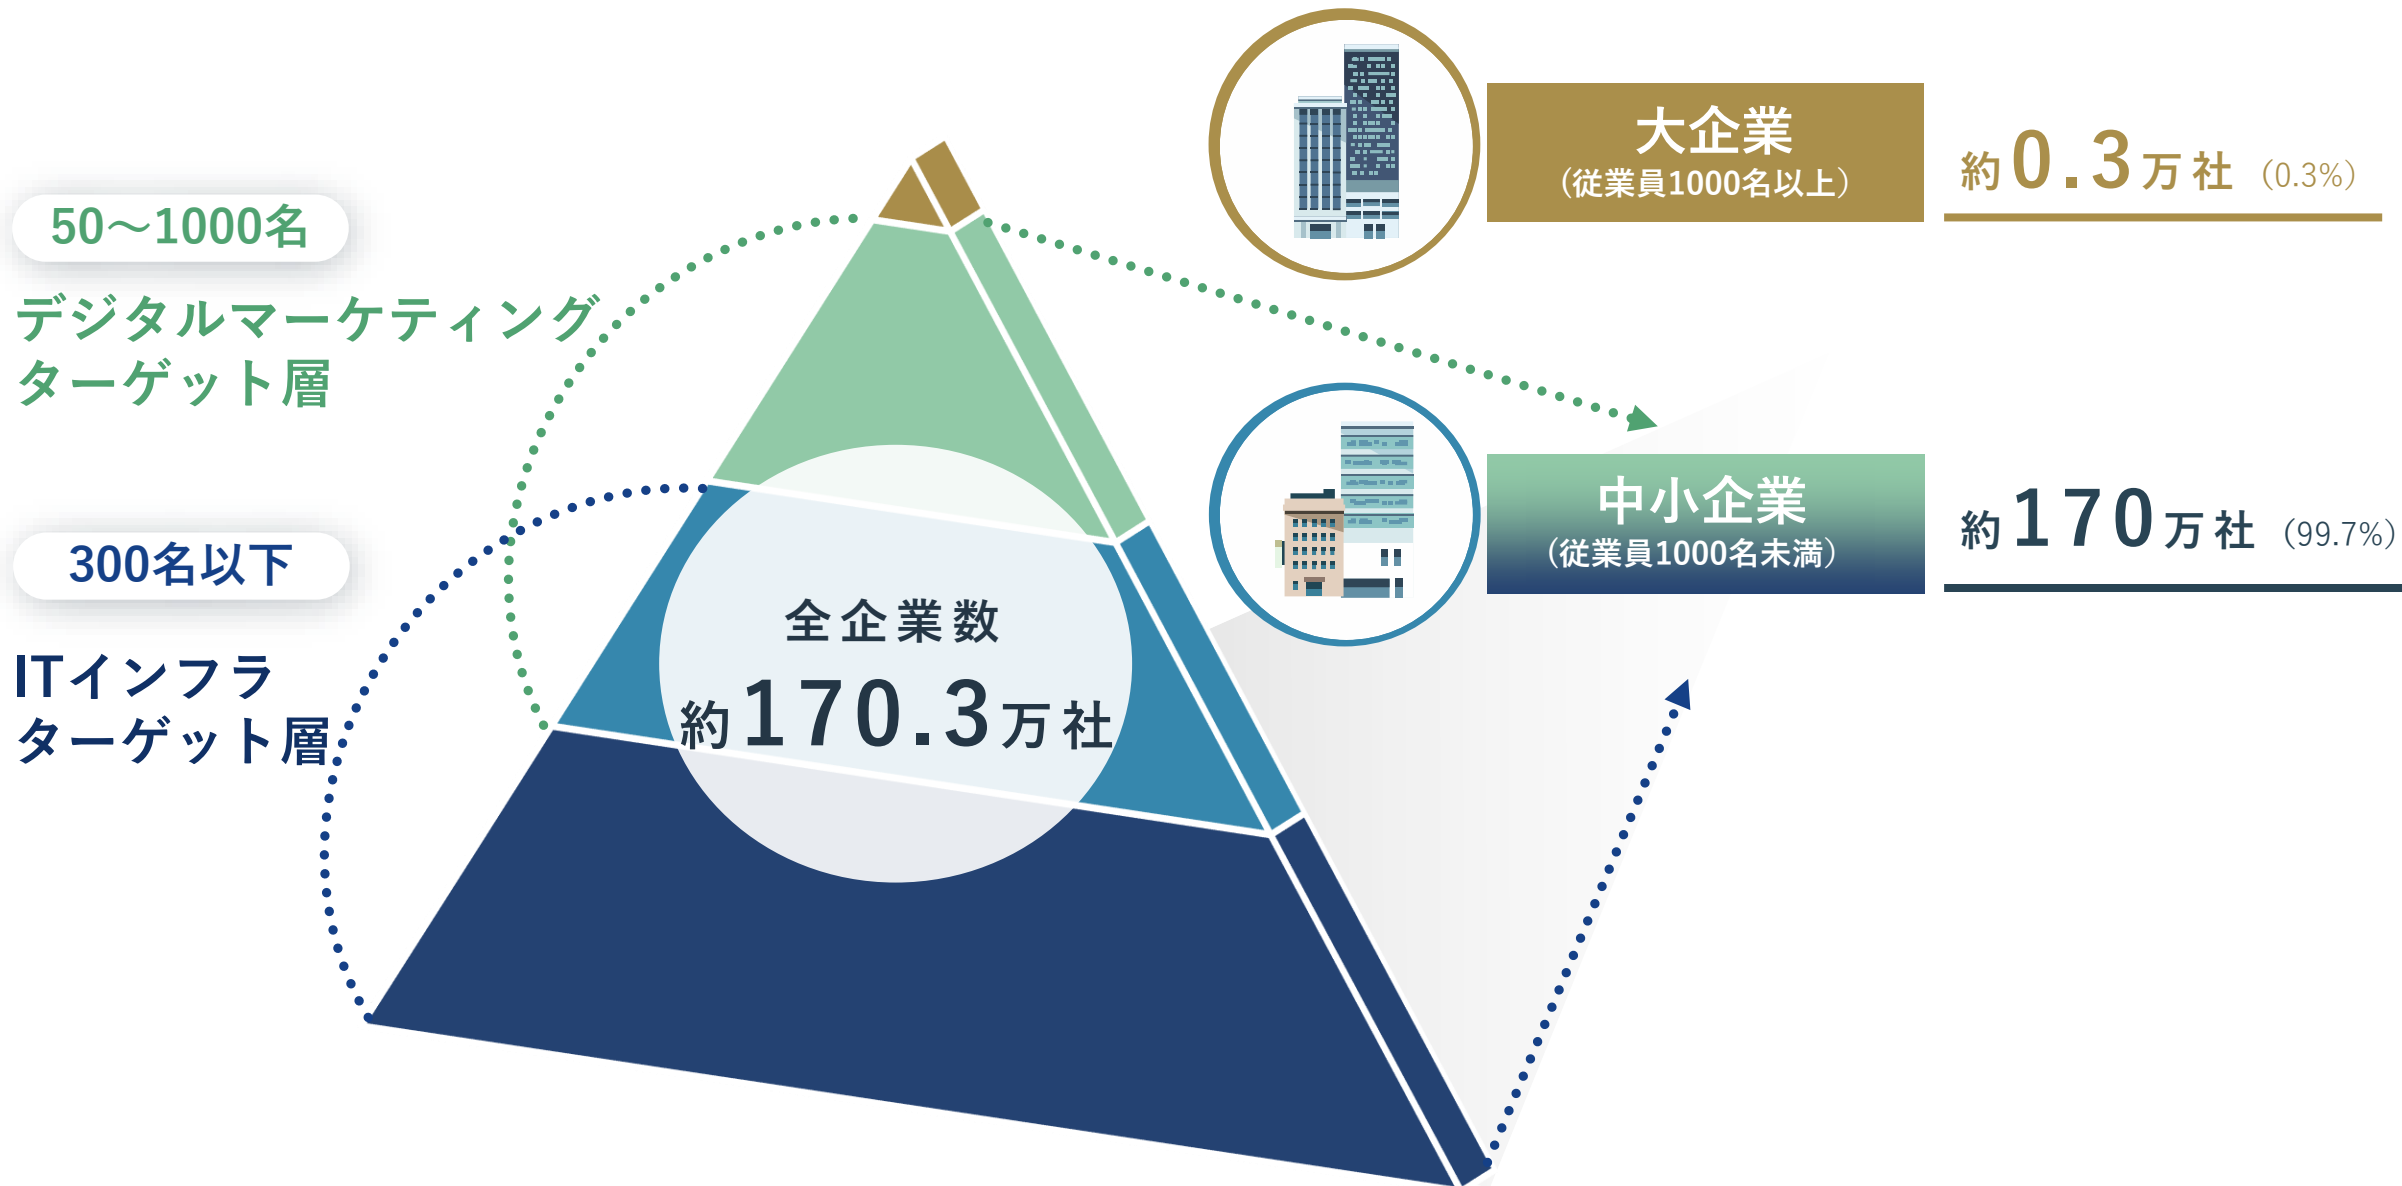 大企業
（従業員1000名以上）
約0.3万社（0.3%）
50〜1000名
デジタルマーケティング
ターゲット層
中小企業
（従業員1000名未満）
約170万社（99.7%）
300名以下
ITインフラ
ターゲット層
全企業数
約170.3万社